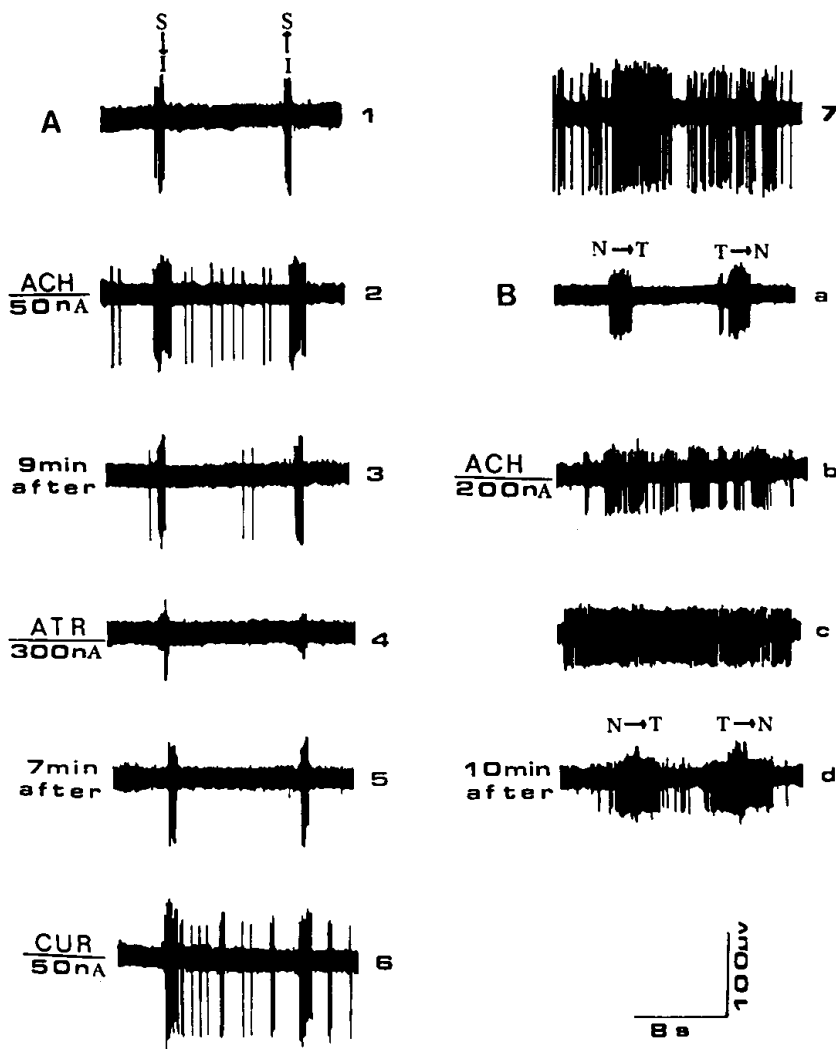 S
↓
I
S
↑
I
A
1
ACH
50nA
2
9min
after
3
ATR
300nA
4
7min
after
5
CUR
50nA
6
7
N→T
T→N
B
a
ACH
200nA
b
c
N→T
T→N
10min
after
d
100μv
8s